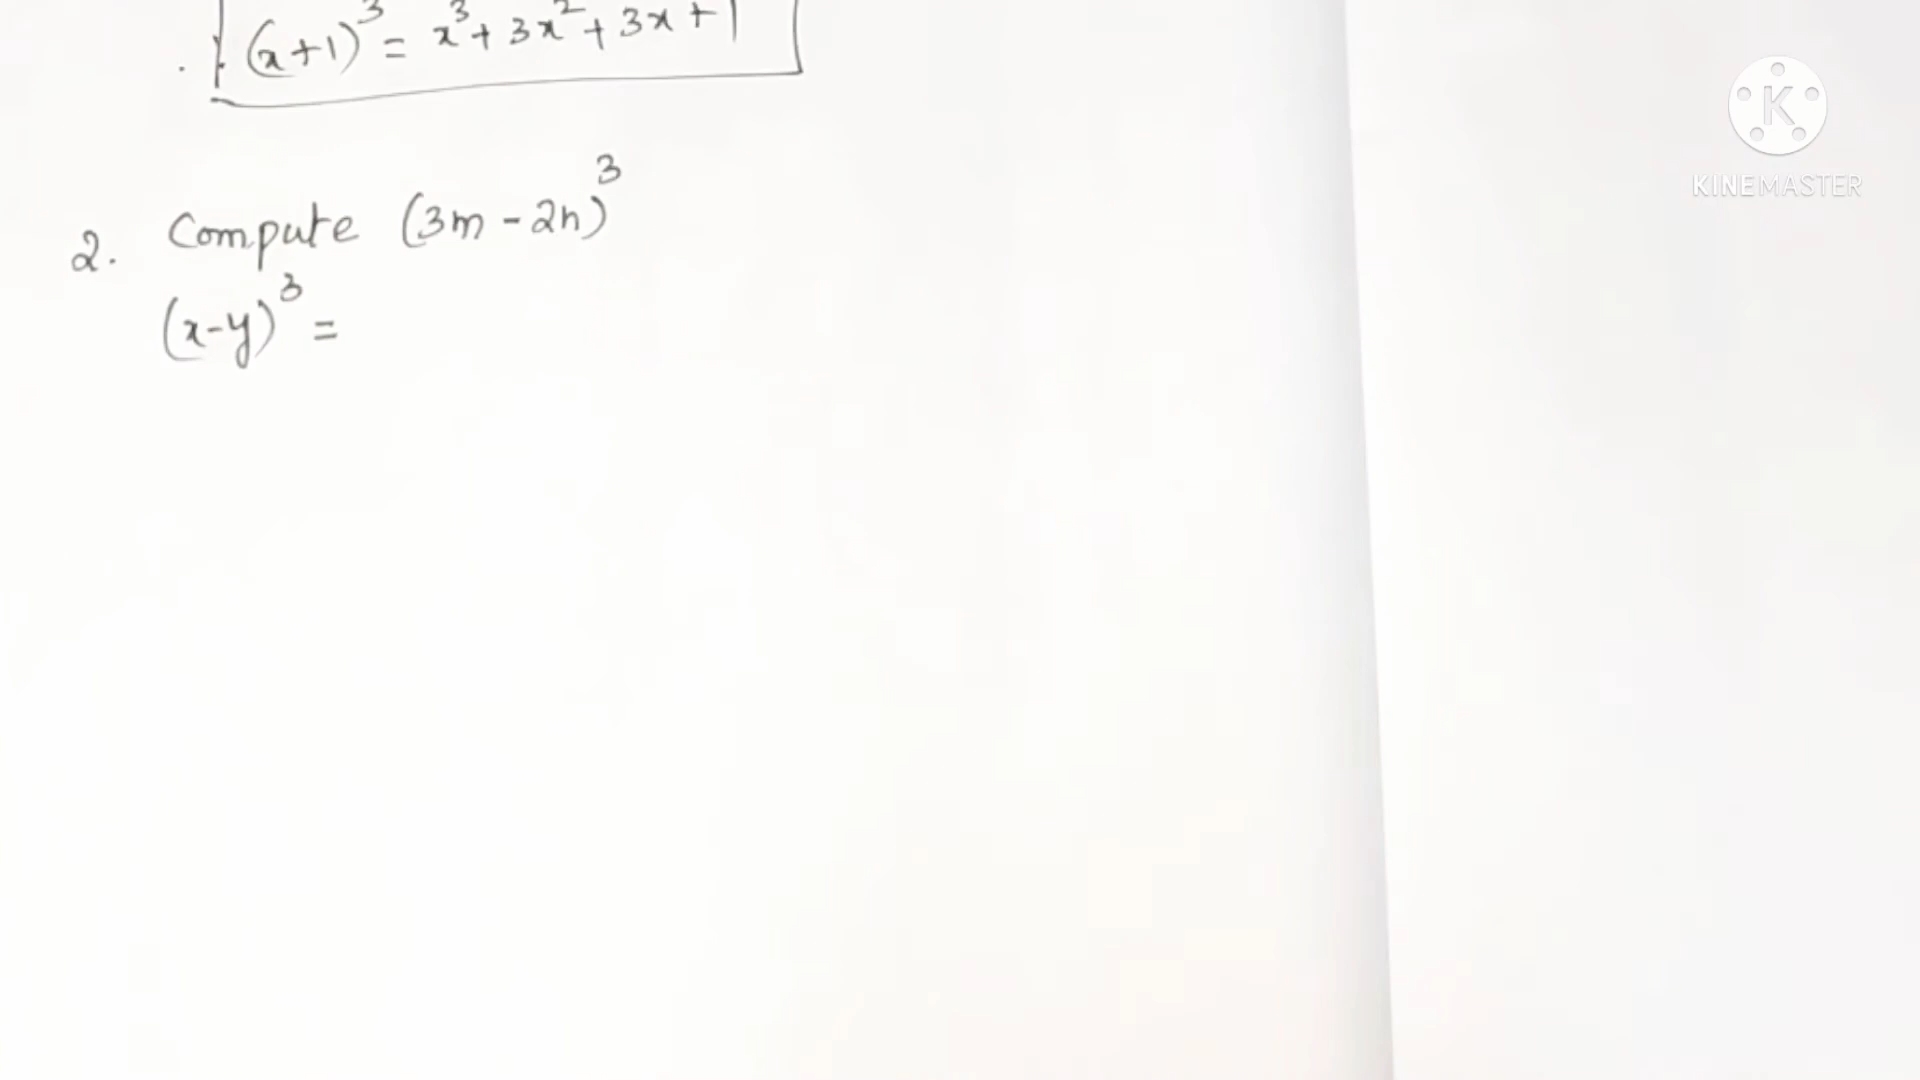 (x+1)³ = x³ + 3x² + 3x + 1
2. Compute (3m - 2n)³
(x-y)³ =
K
KINEMASTER